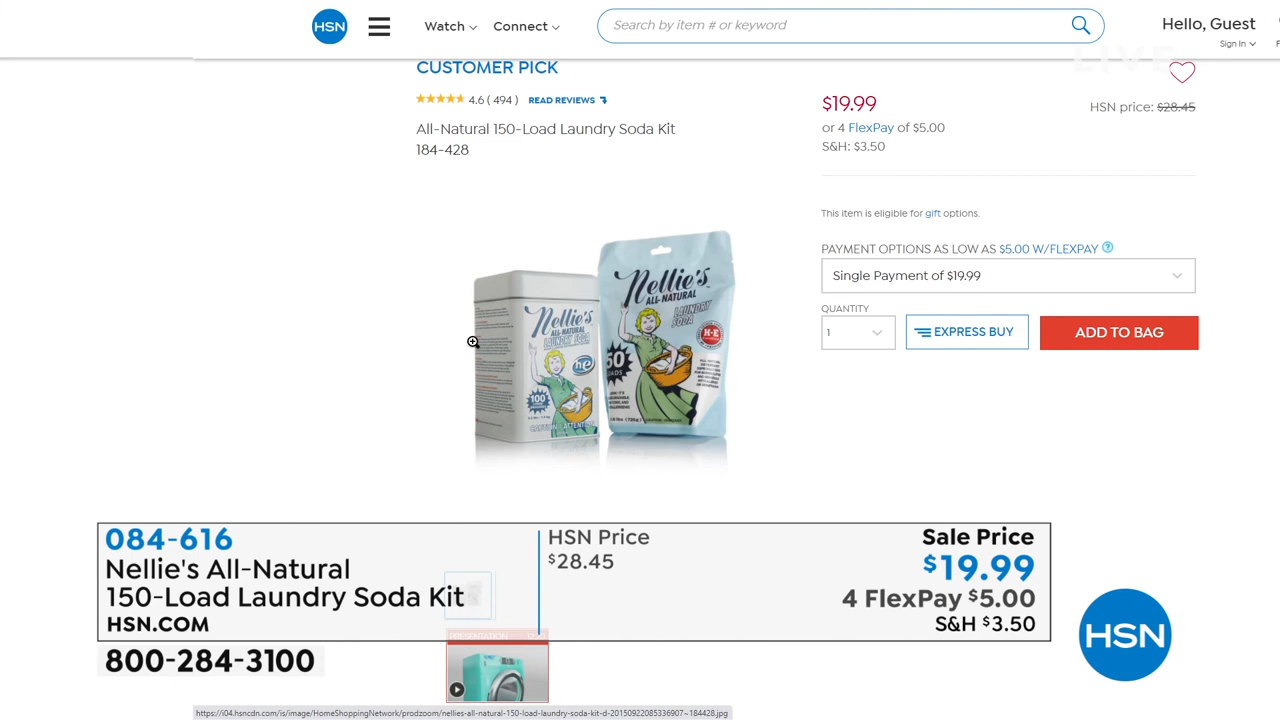 HSN
Watch
Connect
Search by item # or keyword
Hello, Guest
Sign In
LIVE
CUSTOMER PICK
4.6 ( 494 ) READ REVIEWS
All-Natural 150-Load Laundry Soda Kit
184-428
$19.99
HSN price: $28.45
or 4 FlexPay of $5.00
S&H: $3.50
This item is eligible for gift options.
PAYMENT OPTIONS AS LOW AS $5.00 W/FLEXPAY ?
Single Payment of $19.99
QUANTITY
1
EXPRESS BUY
ADD TO BAG
Nellie's
ALL-NATURAL
LAUNDRY SODA
he
100
Nellie's
ALL-NATURAL
LAUNDRY
SODA
HE
50
LOADS
084-616
Nellie's All-Natural
150-Load Laundry Soda Kit
HSN.COM
HSN Price
$28.45
Sale Price
$19.99
4 FlexPay $5.00
S&H $3.50
800-284-3100
PRESENTATION
HSN
https://i04.hsncdn.com/is/image/HomeShoppingNetwork/prodzoom/nellies-all-natural-150-load-laundry-soda-kit-d-20150922085336907~184428.jpg